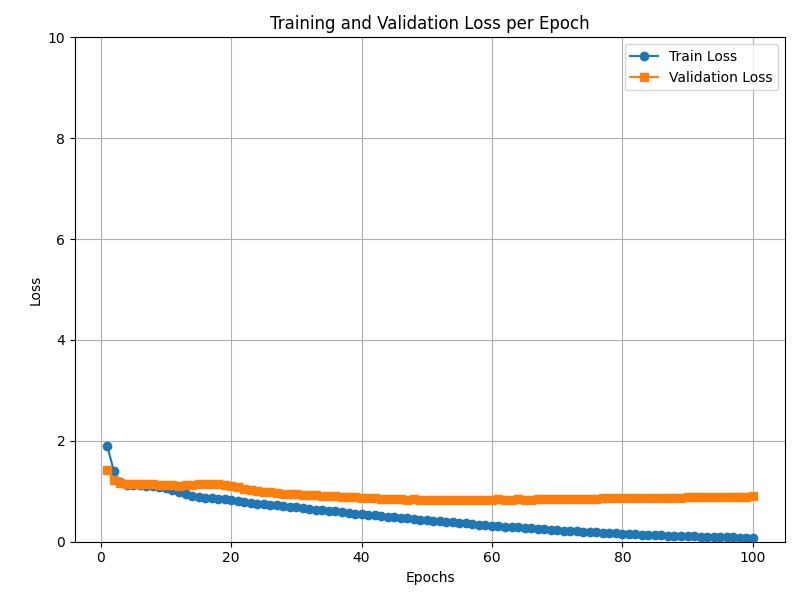 Training and Validation Loss per Epoch
Train Loss
Validation Loss
10
8
6
4
2
0
Loss
0 20 40 60 80 100
Epochs